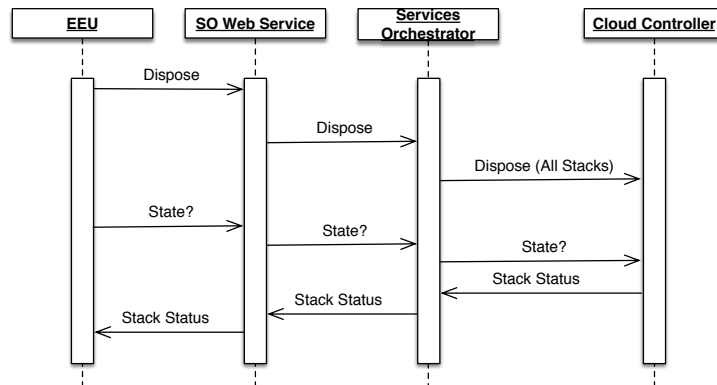 EEU
SO Web Service
Services
Orchestrator
Cloud Controller
Dispose
Dispose
Dispose (All Stacks)
State?
State?
State?
Stack Status
Stack Status
Stack Status